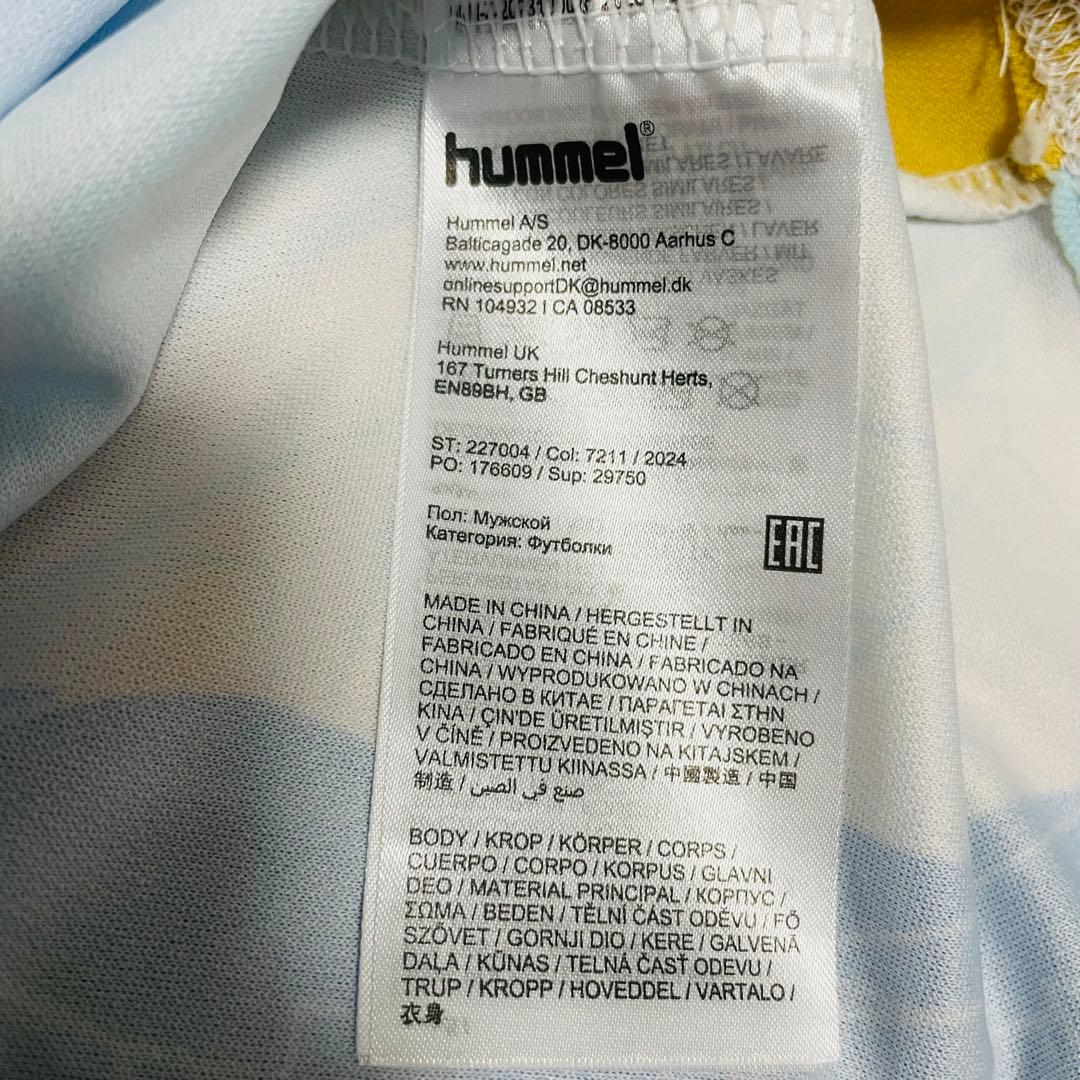 hummel®
Hummel A/S
Balticagade 20, DK-8000 Aarhus C
www.hummel.net
onlinesupportDK@hummel.dk
RN 104932 I CA 08533
Hummel UK
167 Turners Hill Cheshunt Herts,
EN89BH, GB
ST: 227004 / Col: 7211 / 2024
PO: 176609 / Sup: 29750
Пол: Мужской
Категория: Футболки
EAC
MADE IN CHINA / HERGESTELLT IN
CHINA / FABRIQUÉ EN CHINE /
FABRICADO EN CHINA / FABRICADO NA
CHINA / WYPRODUKOWANO W CHINACH /
СДЕЛАНО В КИТАЕ / ΠΑΡΑΓΕΤΑΙ ΣΤΗΝ
ΚΙΝΑ / ÇIN'DE ÜRETILMIŞTIR / VYROBENO
V ČÍNĚ / PROIZVEDENO NA KITAJSKEM /
VALMISTETTU KIINASSA / 中國製造 / 中国
制造 / صنع في الصين
BODY / KROP / KÖRPER / CORPS /
CUERPO / CORPO / KORPUS / GLAVNI
DEO / MATERIAL PRINCIPAL / КОРПУС /
ΣΩΜΑ / BEDEN / TĚLNÍ ČÁST ODĚVU / FŐ
SZÖVET / GORNJI DIO / KERE / GALVENĀ
DAĻA / KŪNAS / TELNÁ ČASŤ ODEVU /
TRUP / KROPP / HOVEDDEL / VARTALO /
衣身